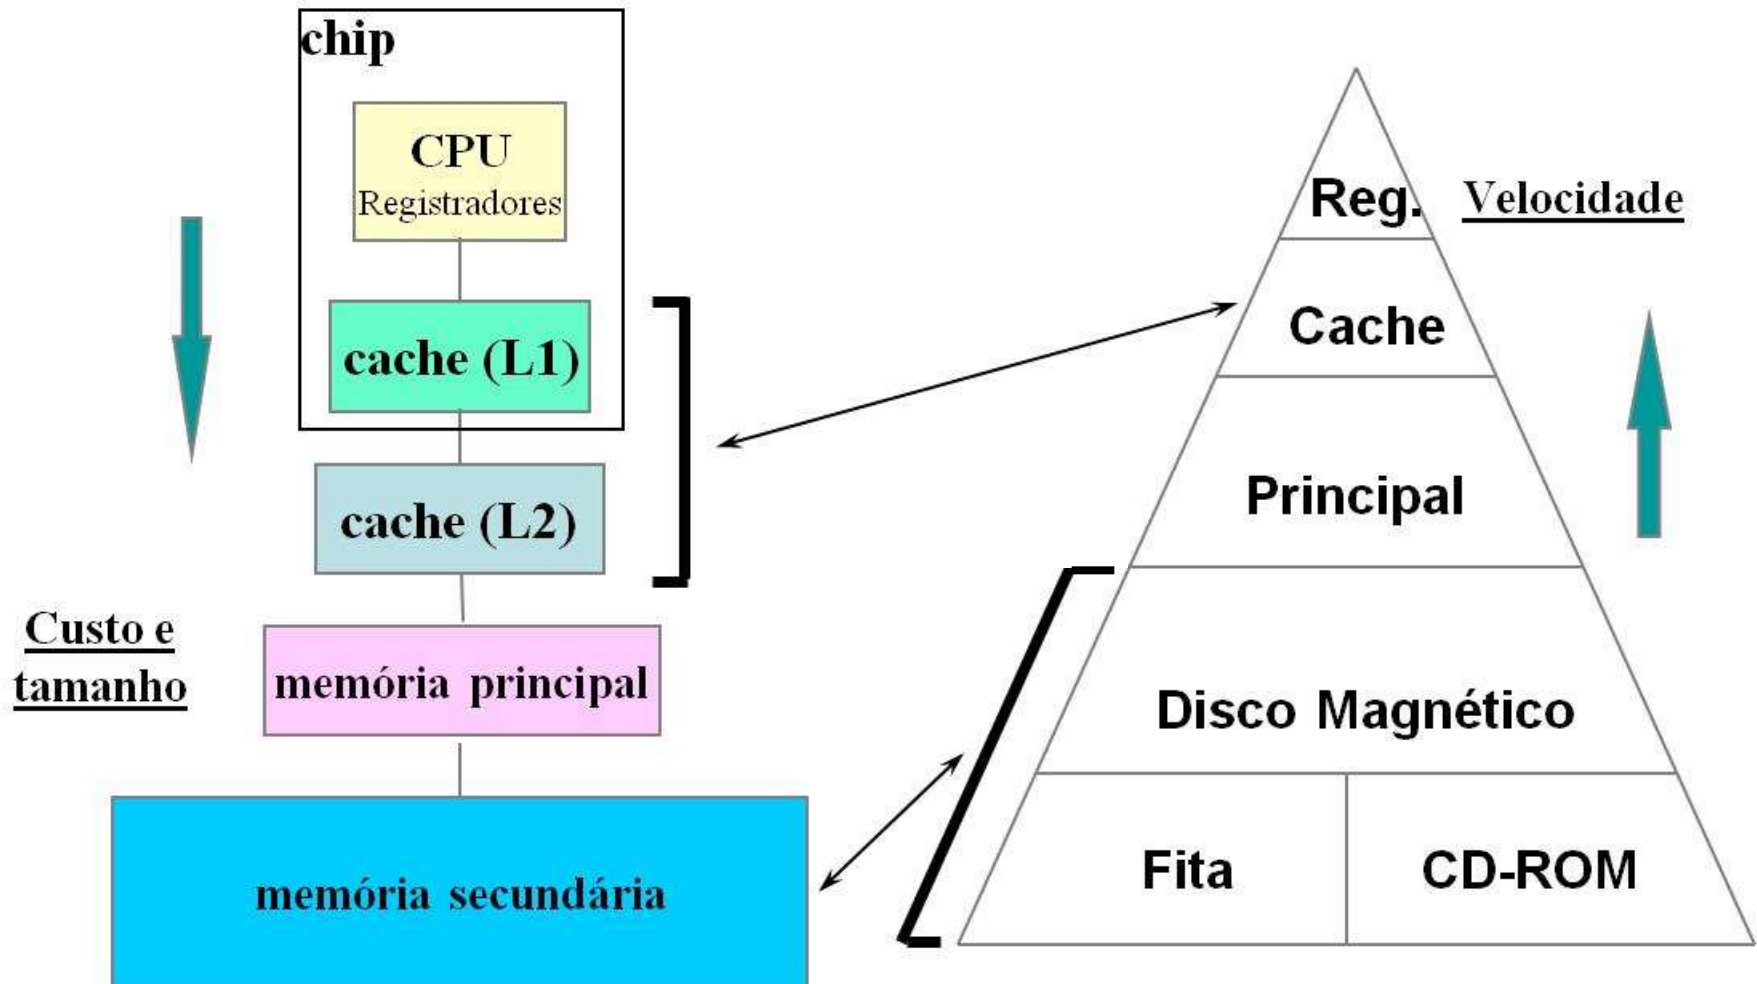 chip
CPU
Registradores
cache (L1)
cache (L2)
Custo e
tamanho
memória principal
memória secundária
Reg.
Velocidade
Cache
Principal
Disco Magnético
Fita
CD-ROM